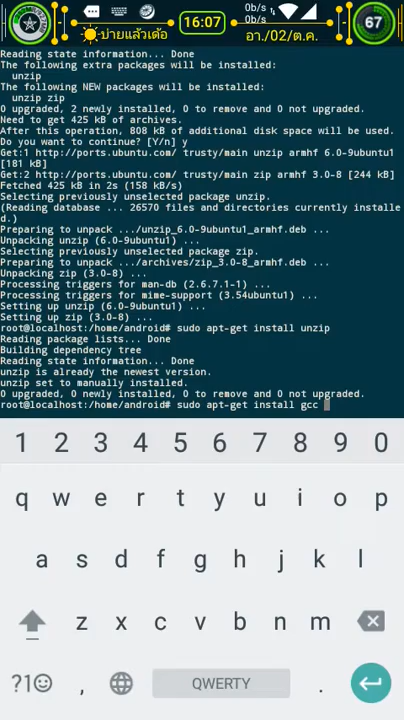 บ่ายแล้วเด้อ
16:07
0b/s
0b/s
อา./02/ต.ค.
67
Reading state information... Done
The following extra packages will be installed:
  unzip
The following NEW packages will be installed:
  unzip zip
0 upgraded, 2 newly installed, 0 to remove and 0 not upgraded.
Need to get 425 kB of archives.
After this operation, 808 kB of additional disk space will be used.
Do you want to continue? [Y/n] y
Get:1 http://ports.ubuntu.com/ trusty/main unzip armhf 6.0-9ubuntu1
[181 kB]
Get:2 http://ports.ubuntu.com/ trusty/main zip armhf 3.0-8 [244 kB]
Fetched 425 kB in 2s (158 kB/s)
Selecting previously unselected package unzip.
(Reading database ... 26570 files and directories currently installe
d.)
Preparing to unpack .../unzip_6.0-9ubuntu1_armhf.deb ...
Unpacking unzip (6.0-9ubuntu1) ...
Selecting previously unselected package zip.
Preparing to unpack .../archives/zip_3.0-8_armhf.deb ...
Unpacking zip (3.0-8) ...
Processing triggers for man-db (2.6.7.1-1) ...
Processing triggers for mime-support (3.54ubuntu1) ...
Setting up unzip (6.0-9ubuntu1) ...
Setting up zip (3.0-8) ...
root@localhost:/home/android# sudo apt-get install unzip
Reading package lists... Done
Building dependency tree
Reading state information... Done
unzip is already the newest version.
unzip set to manually installed.
0 upgraded, 0 newly installed, 0 to remove and 0 not upgraded.
root@localhost:/home/android# sudo apt-get install gcc
1 2 3 4 5 6 7 8 9 0
q w e r t y u i o p
a s d f g h j k l
z x c v b n m
?1☺ , QWERTY .